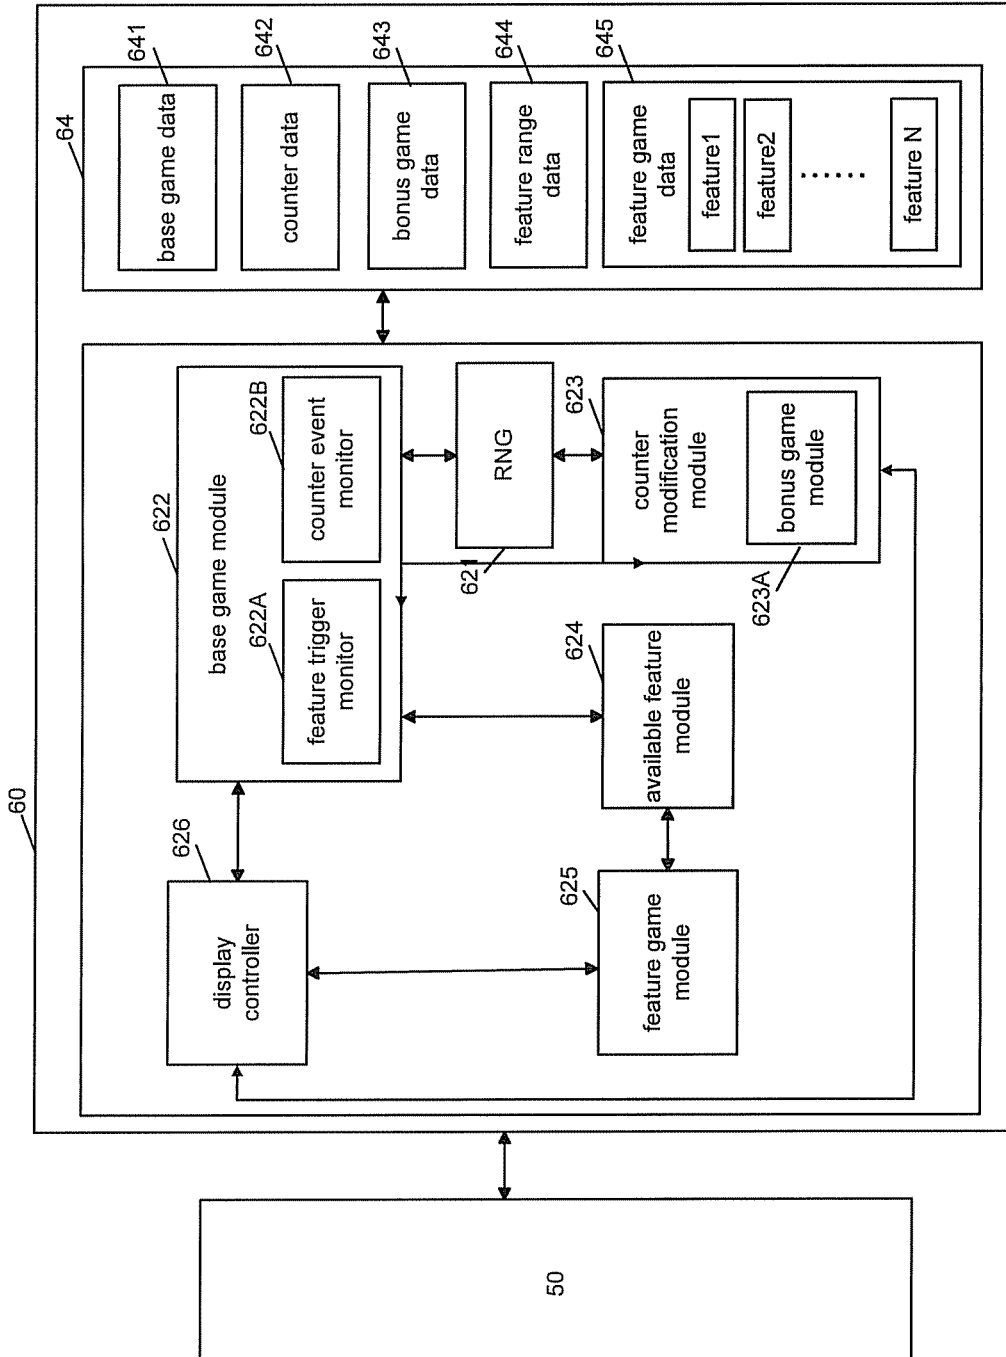 60
64
base game data
641
counter data
642
bonus game
data
643
feature range
data
644
feature game
data
645
feature1
feature2
......
feature N
display
controller
626
base game module
622
feature trigger
monitor
622A
counter event
monitor
622B
RNG
621
counter
modification
module
623
bonus game
module
623A
available feature
module
624
feature game
module
625
50